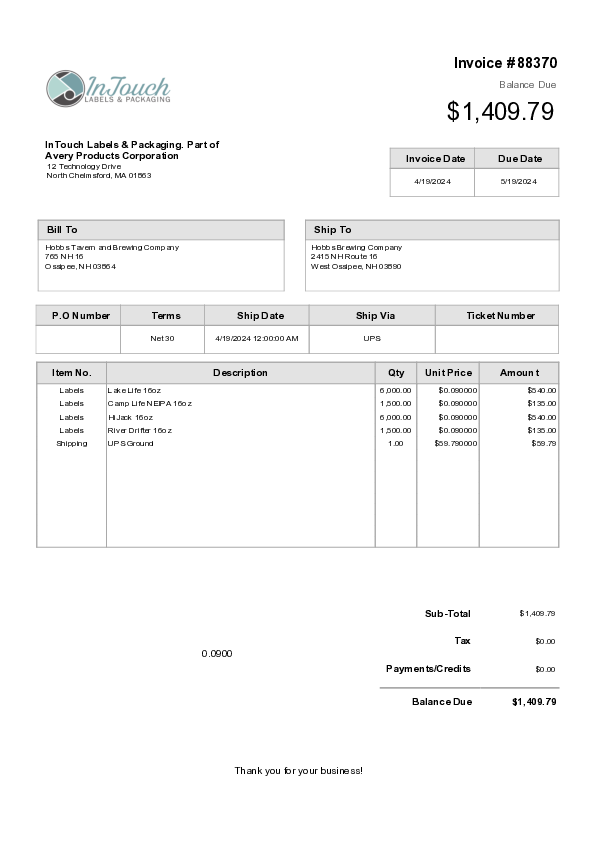 Invoice #88370
Balance Due
$1,409.79
InTouch
LABELS & PACKAGING
InTouch Labels & Packaging. Part of
Avery Products Corporation
12 Technology Drive
North Chelmsford, MA 01863
Invoice Date Due Date
4/19/2024 5/19/2024
Bill To
Hobbs Tavern and Brewing Company
765 NH 16
Ossipee, NH 03864
Ship To
Hobbs Brewing Company
2415 NH Route 16
West Ossipee, NH 03890
P.O Number Terms Ship Date Ship Via Ticket Number
Net 30 4/19/2024 12:00:00 AM UPS
Item No. Description Qty Unit Price Amount
Labels Lake Life 16oz 6,000.00 $0.090000 $540.00
Labels Camp Life NEIPA 16oz 1,500.00 $0.090000 $135.00
Labels HiJack 16oz 6,000.00 $0.090000 $540.00
Labels River Drifter 16oz 1,500.00 $0.090000 $135.00
Shipping UPS Ground 1.00 $59.790000 $59.79
Sub-Total $1,409.79
Tax $0.00
0.0900
Payments/Credits $0.00
Balance Due $1,409.79
Thank you for your business!